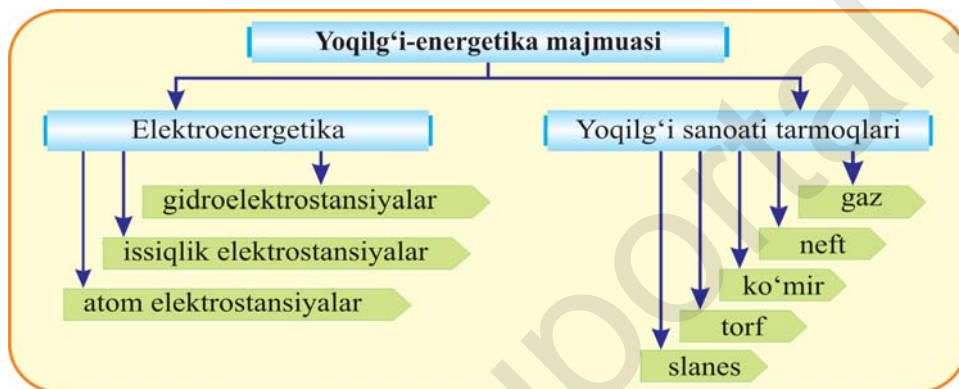 Yoqilg‘i-energetika majmuasi
Elektroenergetika
gidroelektrostansiyalar
issiqlik elektrostansiyalar
atom elektrostansiyalar
Yoqilg‘i sanoati tarmoqlari
gaz
neft
ko‘mir
torf
slanes